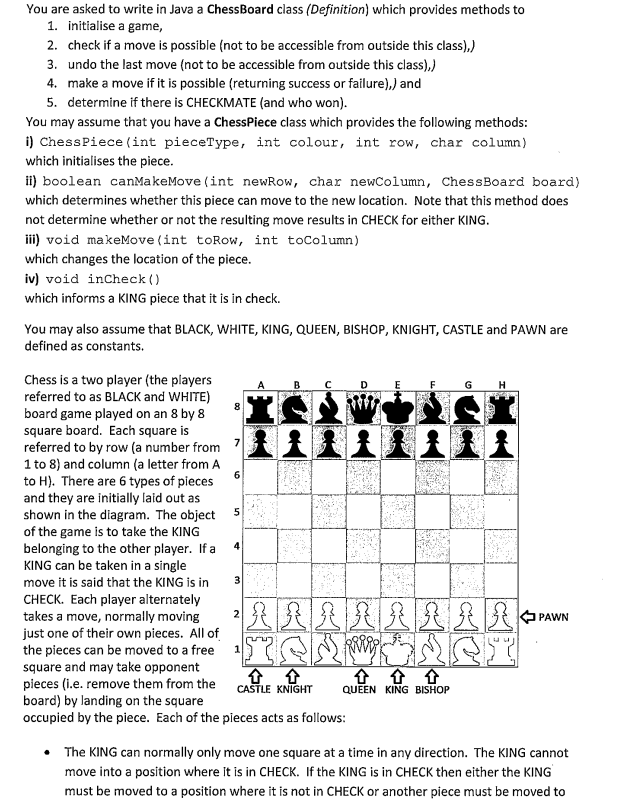 You are asked to write in Java a ChessBoard class (Definition) which provides methods to
1. initialise a game,
2. check if a move is possible (not to be accessible from outside this class),)
3. undo the last move (not to be accessible from outside this class),)
4. make a move if it is possible (returning success or failure),) and
5. determine if there is CHECKMATE (and who won).
You may assume that you have a ChessPiece class which provides the following methods:
i) ChessPiece(int pieceType, int colour, int row, char column)
which initialises the piece.
ii) boolean canMakeMove(int newRow, char newColumn, ChessBoard board)
which determines whether this piece can move to the new location. Note that this method does
not determine whether or not the resulting move results in CHECK for either KING.
iii) void makeMove(int toRow, int toColumn)
which changes the location of the piece.
iv) void inCheck()
which informs a KING piece that it is in check.
You may also assume that BLACK, WHITE, KING, QUEEN, BISHOP, KNIGHT, CASTLE and PAWN are
defined as constants.
Chess is a two player (the players
referred to as BLACK and WHITE)
board game played on an 8 by 8
square board. Each square is
referred to by row (a number from
1 to 8) and column (a letter from A
to H). There are 6 types of pieces
and they are initially laid out as
shown in the diagram. The object
of the game is to take the KING
belonging to the other player. If a
KING can be taken in a single
move it is said that the KING is in
CHECK. Each player alternately
takes a move, normally moving
just one of their own pieces. All of
the pieces can be moved to a free
square and may take opponent
pieces (i.e. remove them from the
board) by landing on the square
occupied by the piece. Each of the pieces acts as follows:
A B C D E F G H
8
7
6
5
4
3
2
1
PAWN
CASTLE KNIGHT QUEEN KING BISHOP
• The KING can normally only move one square at a time in any direction. The KING cannot
move into a position where it is in CHECK. If the KING is in CHECK then either the KING
must be moved to a position where it is not in CHECK or another piece must be moved to